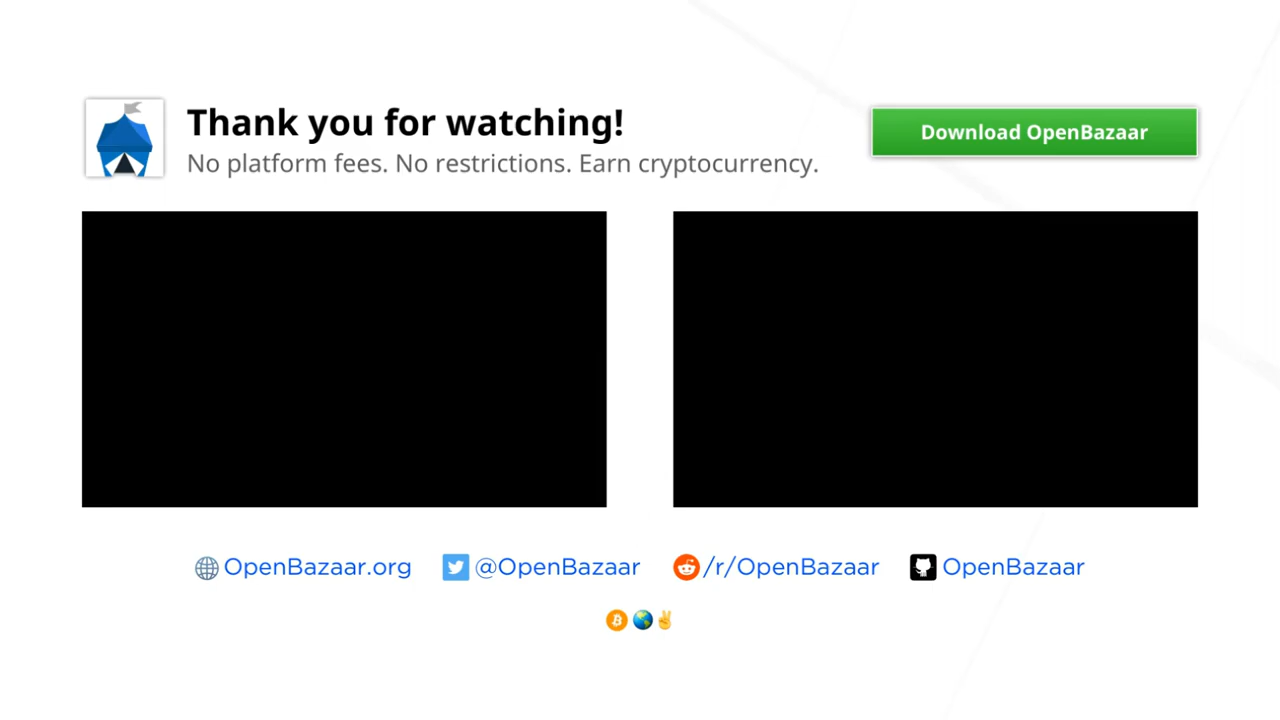 Thank you for watching!
No platform fees. No restrictions. Earn cryptocurrency.
Download OpenBazaar
OpenBazaar.org @OpenBazaar /r/OpenBazaar OpenBazaar